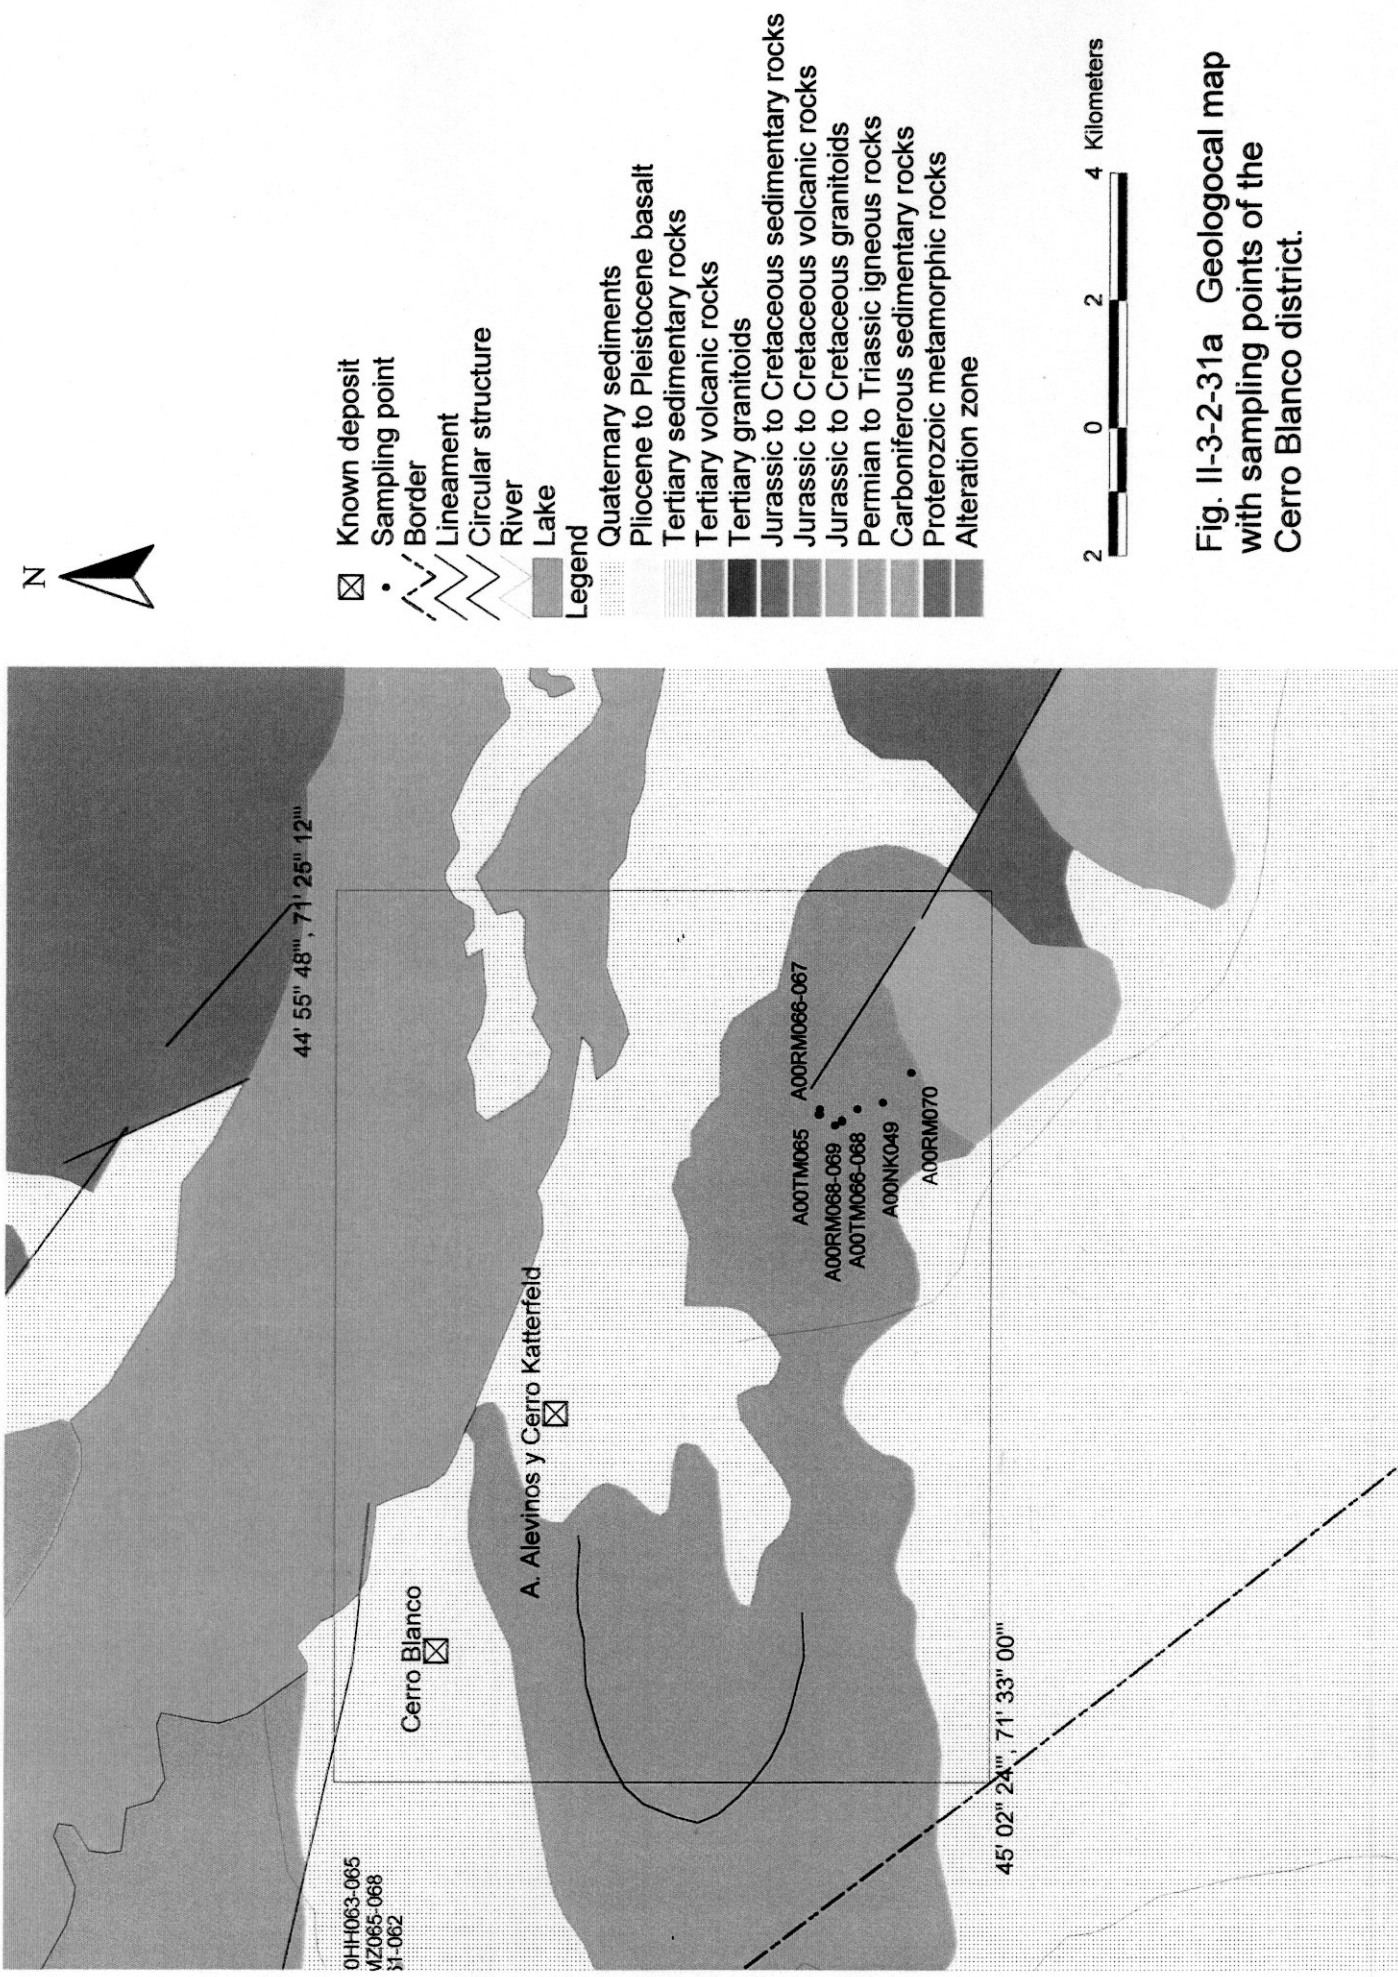 N
Known deposit
Sampling point
Border
Lineament
Circular structure
River
Lake
Legend
Quaternary sediments
Pliocene to Pleistocene basalt
Tertiary sedimentary rocks
Tertiary volcanic rocks
Tertiary granitoids
Jurassic to Cretaceous sedimentary rocks
Jurassic to Cretaceous volcanic rocks
Jurassic to Cretaceous granitoids
Permian to Triassic igneous rocks
Carboniferous sedimentary rocks
Proterozoic metamorphic rocks
Alteration zone
2 0 2 4 Kilometers
Fig. II-3-2-31a Geologocal map
with sampling points of the
Cerro Blanco district.
44' 55" 48"", 71' 25" 12""
Cerro Blanco
A. Alevinos y Cerro Katterfeld
A00TM065
A00RM066-067
A00RM068-069
A00TM066-068
A00NK049
A00RM070
45' 02" 24"", 71' 33" 00""
0HH063-065
MZ065-068
61-062